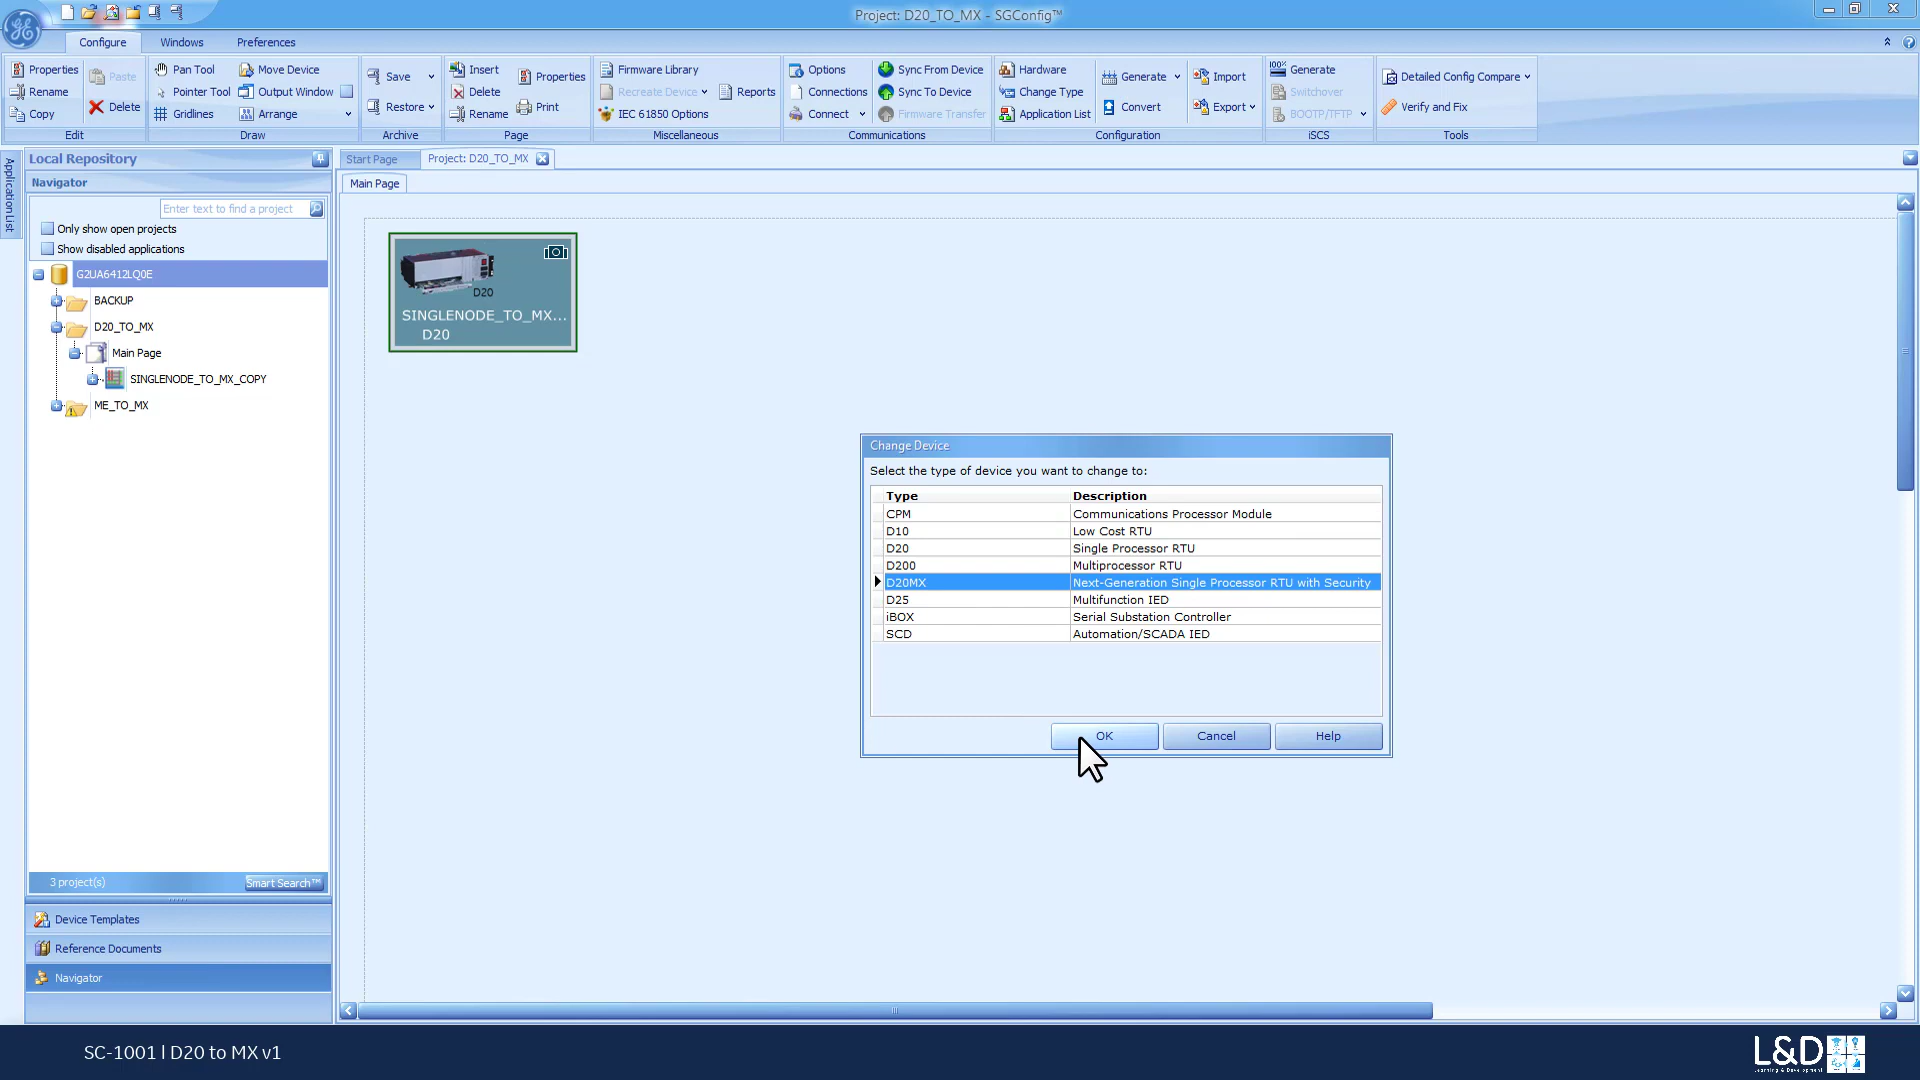 Project: D20_TO_MX - SGConfig™
Configure Windows Preferences
Properties Rename Copy Paste Delete
Edit
Pan Tool Pointer Tool Gridlines Move Device Output Window Arrange
Draw
Save Restore
Archive
Insert Delete Rename Properties Print
Page
Firmware Library Recreate Device IEC 61850 Options Reports
Miscellaneous
Options Connections Connect Sync From Device Sync To Device Firmware Transfer
Communications
Hardware Change Type Application List Generate Convert Import Export
Configuration
100% Generate Switchover BOOTP/TFTP
iSCS
Detailed Config Compare Verify and Fix
Tools
Application List
Local Repository
Navigator
Enter text to find a project
Only show open projects
Show disabled applications
G2UA6412LQ0E
BACKUP
D20_TO_MX
Main Page
SINGLENODE_TO_MX_COPY
ME_TO_MX
3 project(s) Smart Search™
Device Templates
Reference Documents
Navigator
Start Page Project: D20_TO_MX
Main Page
D20
SINGLENODE_TO_MX...
D20
Change Device
Select the type of device you want to change to:
Type Description
CPM Communications Processor Module
D10 Low Cost RTU
D20 Single Processor RTU
D200 Multiprocessor RTU
D20MX Next-Generation Single Processor RTU with Security
D25 Multifunction IED
iBOX Serial Substation Controller
SCD Automation/SCADA IED
OK Cancel Help
SC-1001 | D20 to MX v1
L&D
Learning & Development